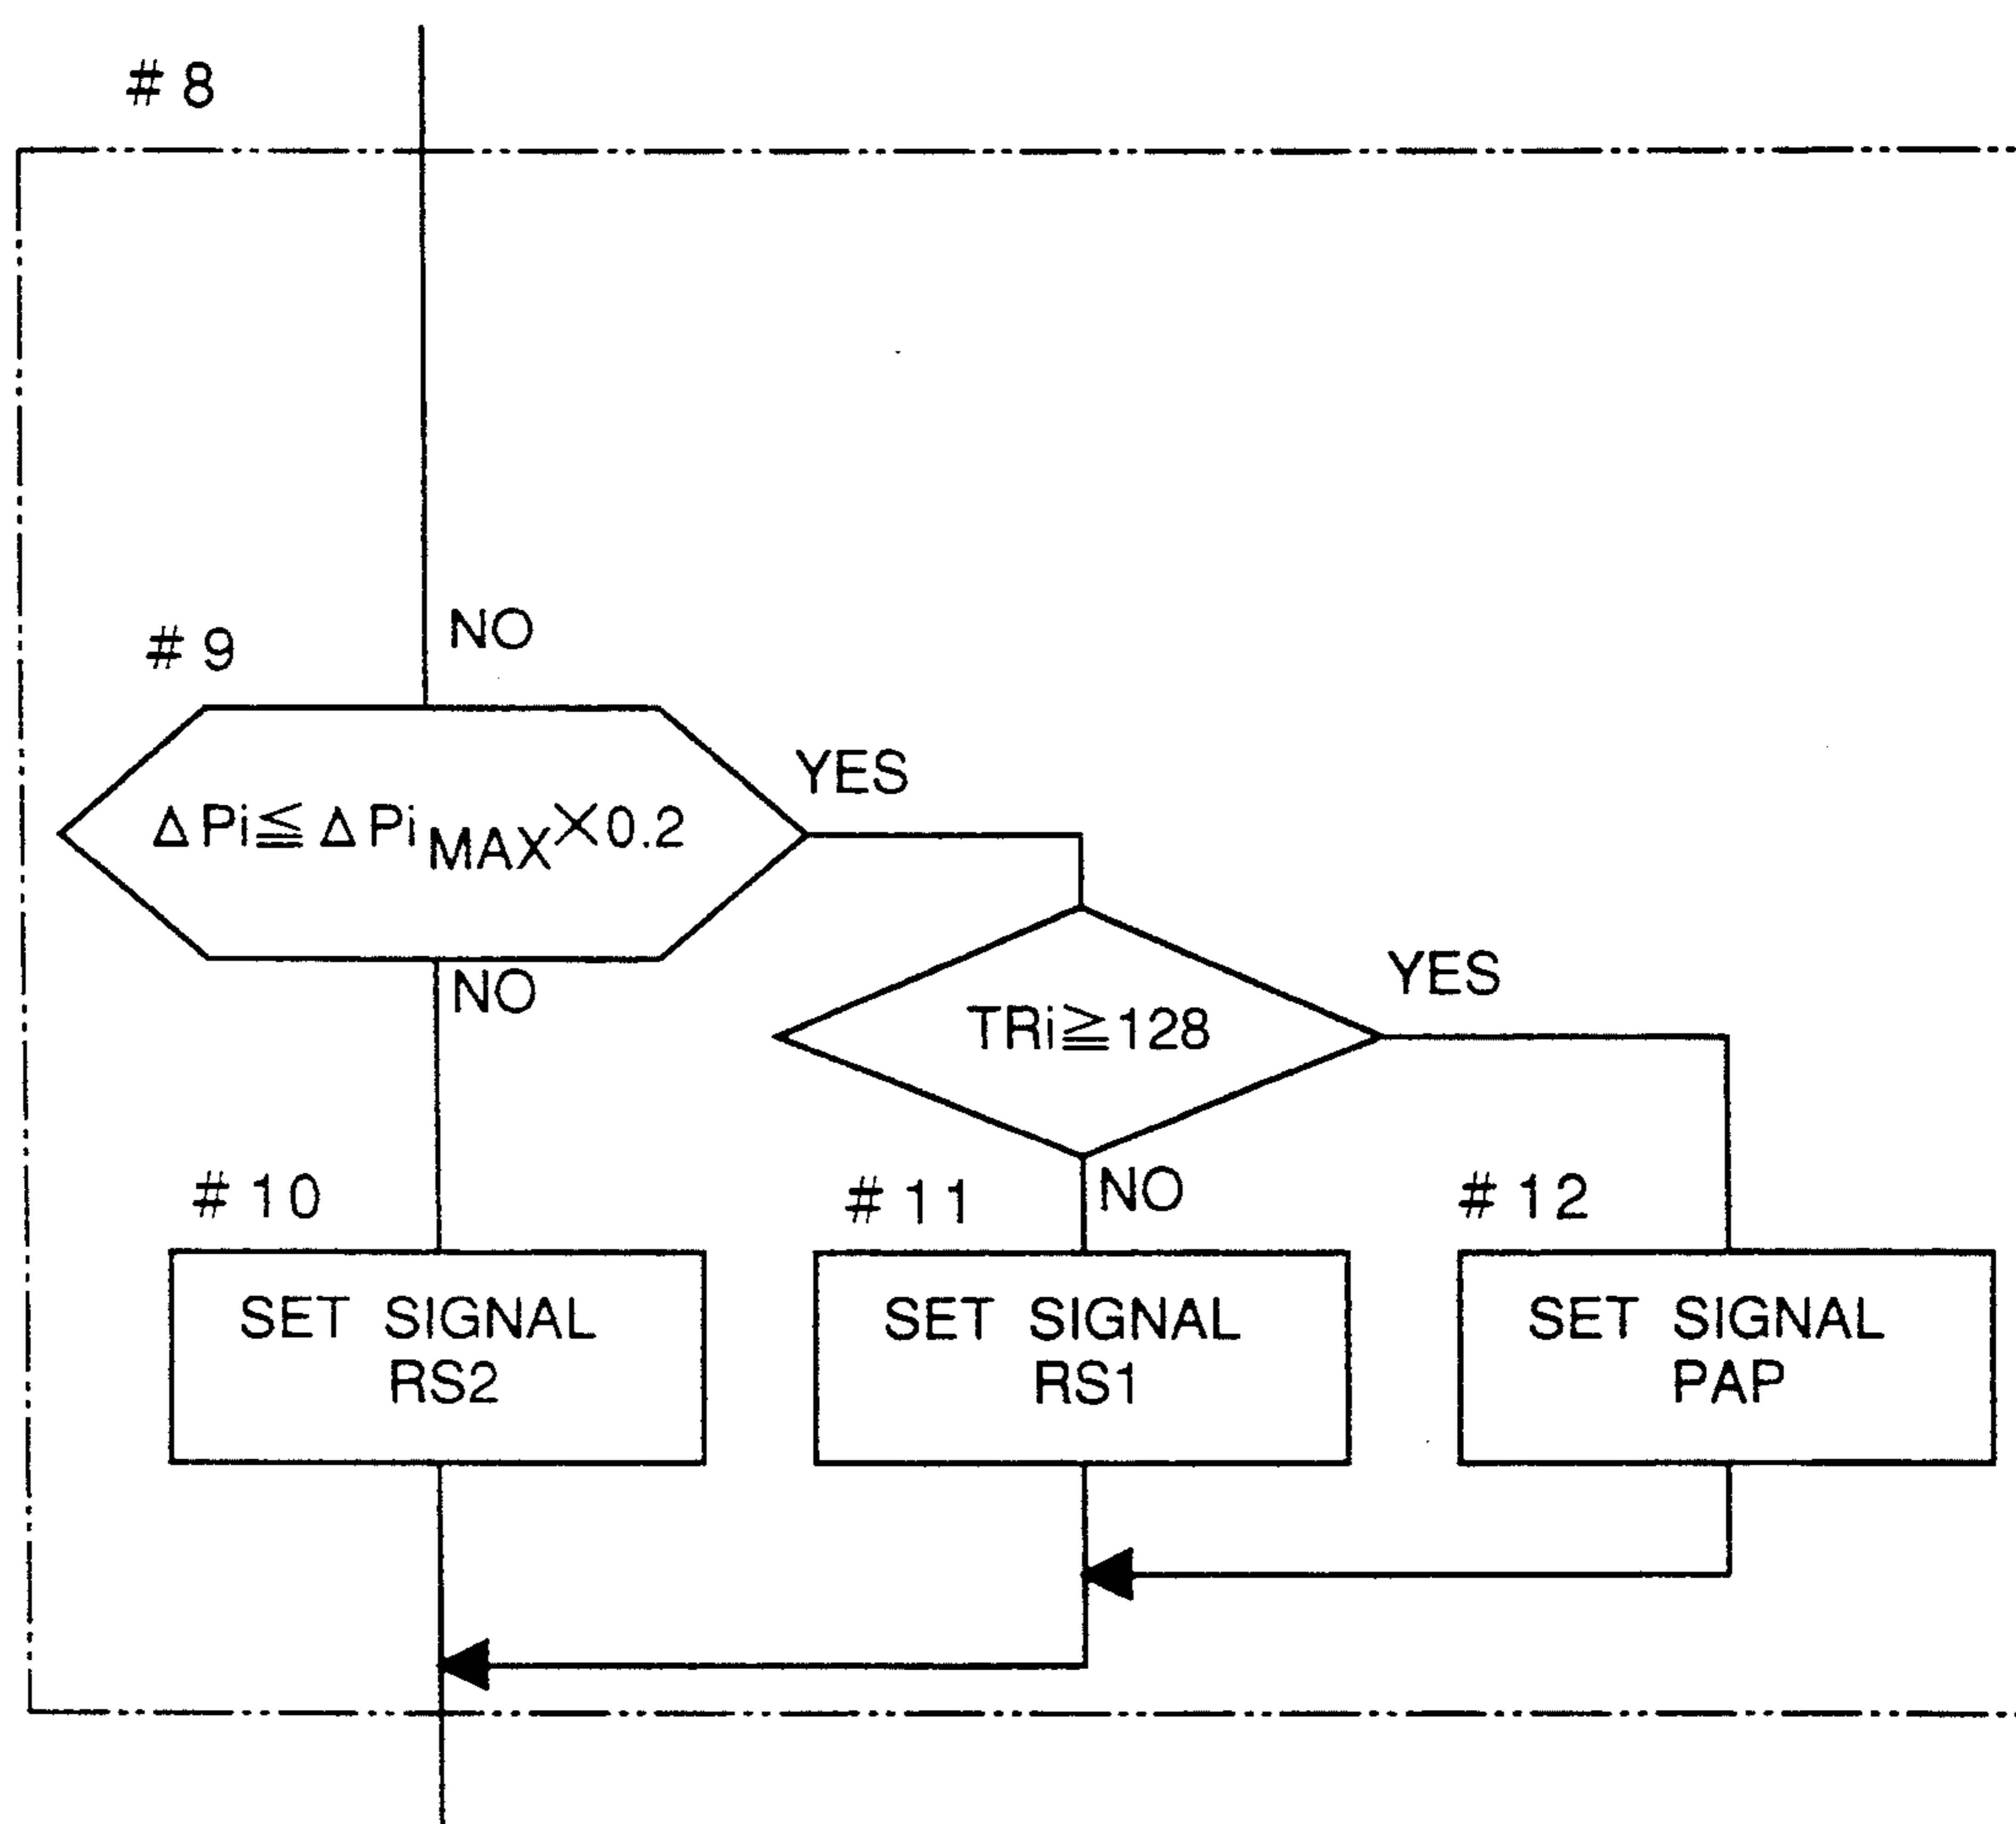 # 8
NO
# 9
YES
ΔPi≦ΔPiMAX×0.2
NO
YES
TRi≧128
NO
# 10
# 11
# 12
SET SIGNAL
RS2
SET SIGNAL
RS1
SET SIGNAL
PAP